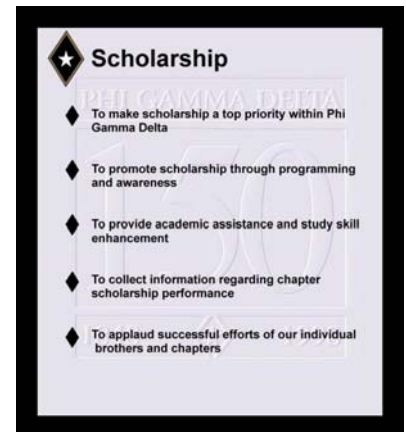 Scholarship
PHI GAMMA DELTA
To make scholarship a top priority within Phi
Gamma Delta
150
To promote scholarship through programming
and awareness
To provide academic assistance and study skill
enhancement
To collect information regarding chapter
scholarship performance
To applaud successful efforts of our individual
brothers and chapters